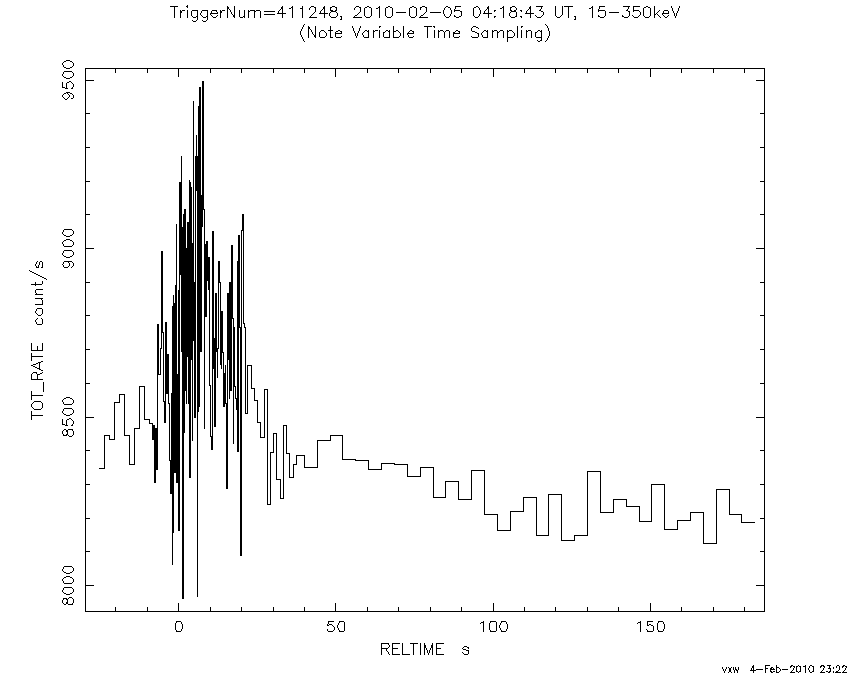 TriggerNum=411248, 2010-02-05 04:18:43 UT, 15-350keV
(Note Variable Time Sampling)
TOT_RATE count/s
9500
9000
8500
8000
0 50 100 150
RELTIME s
vxw 4-Feb-2010 23:22